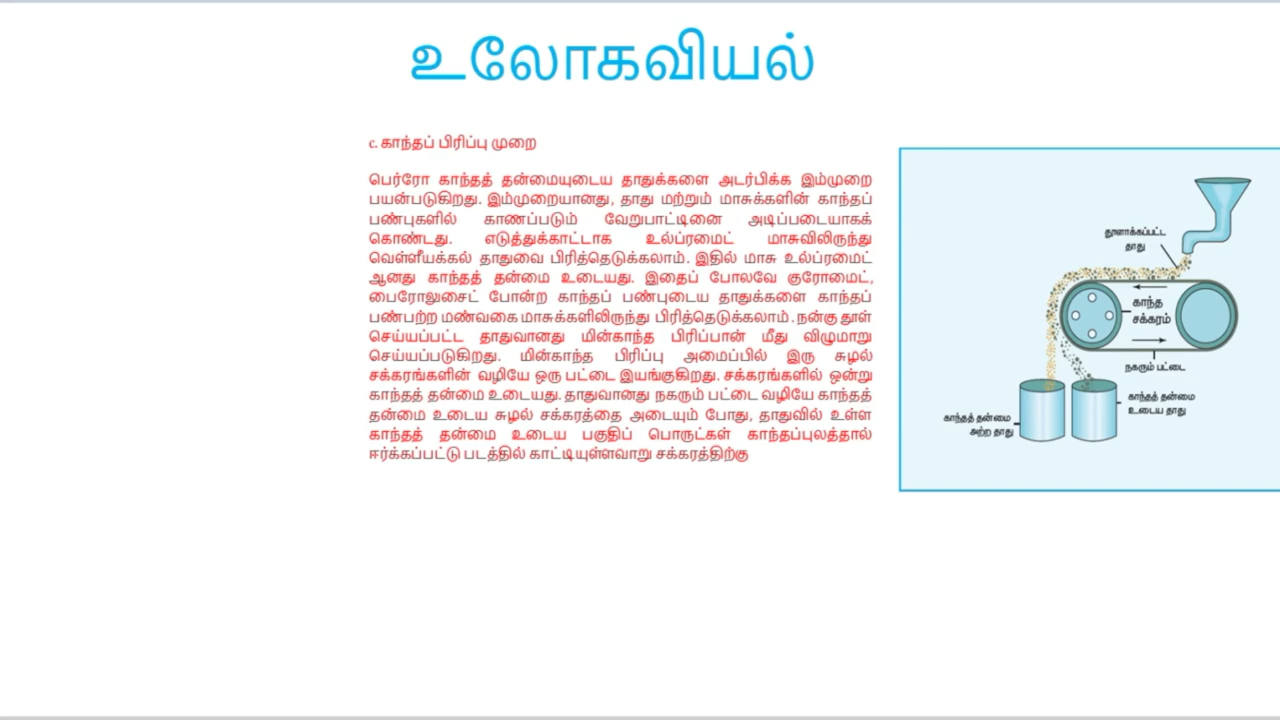 உலோகவியல்
c. காந்தப் பிரிப்பு முறை
பெர்ரோ காந்தத் தன்மையுடைய தாதுக்களை அடர்பிக்க இம்முறை
பயன்படுகிறது. இம்முறையானது, தாது மற்றும் மாசுக்களின் காந்தப்
பண்புகளில் காணப்படும் வேறுபாட்டினை அடிப்படையாகக்
கொண்டது. எடுத்துக்காட்டாக உல்ப்ரமைட் மாசுவிலிருந்து
வெள்ளீயக்கல் தாதுவை பிரித்தெடுக்கலாம். இதில் மாசு உல்ப்ரமைட்
ஆனது காந்தத் தன்மை உடையது. இதைப் போலவே குரோமைட்,
பைரோலுசைட் போன்ற காந்தப் பண்புடைய தாதுக்களை காந்தப்
பண்பற்ற மண்வகை மாசுக்களிலிருந்து பிரித்தெடுக்கலாம். நன்கு தூள்
செய்யப்பட்ட தாதுவானது மின்காந்த பிரிப்பான் மீது விழுமாறு
செய்யப்படுகிறது. மின்காந்த பிரிப்பு அமைப்பில் இரு சுழல்
சக்கரங்களின் வழியே ஒரு பட்டை இயங்குகிறது. சக்கரங்களில் ஒன்று
காந்தத் தன்மை உடையது. தாதுவானது நகரும் பட்டை வழியே காந்தத்
தன்மை உடைய சுழல் சக்கரத்தை அடையும் போது, தாதுவில் உள்ள
காந்தத் தன்மை உடைய பகுதிப் பொருட்கள் காந்தப்புலத்தால்
ஈர்க்கப்பட்டு படத்தில் காட்டியுள்ளவாறு சக்கரத்திற்கு
தூளாக்கப்பட்ட
தாது
காந்த
சக்கரம்
நகரும் பட்டை
காந்தத் தன்மை
உடைய தாது
காந்தத் தன்மை
அற்ற தாது